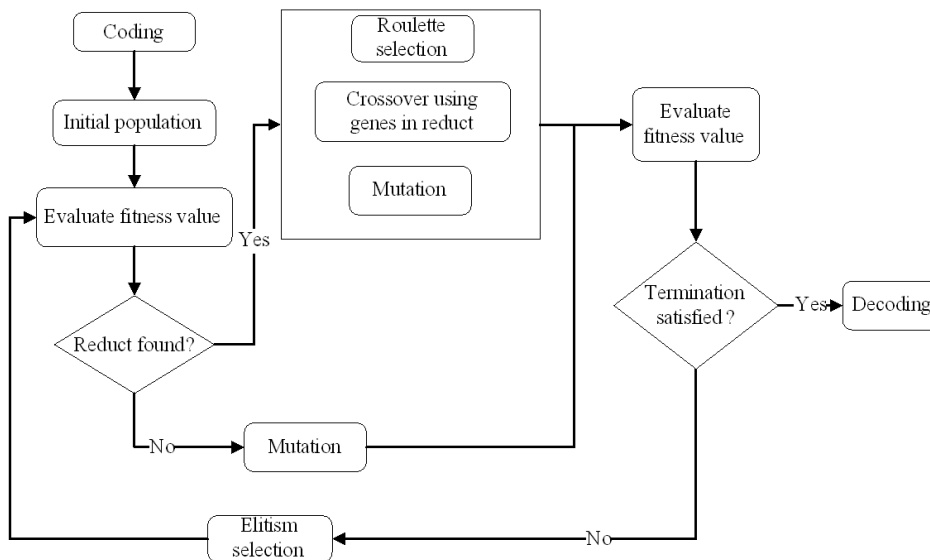 Coding
Initial population
Evaluate fitness value
Reduct found?
Yes
No
Roulette
selection
Crossover using
genes in reduct
Mutation
Mutation
Evaluate
fitness value
Termination
satisfied ?
Yes
Decoding
No
Elitism
selection